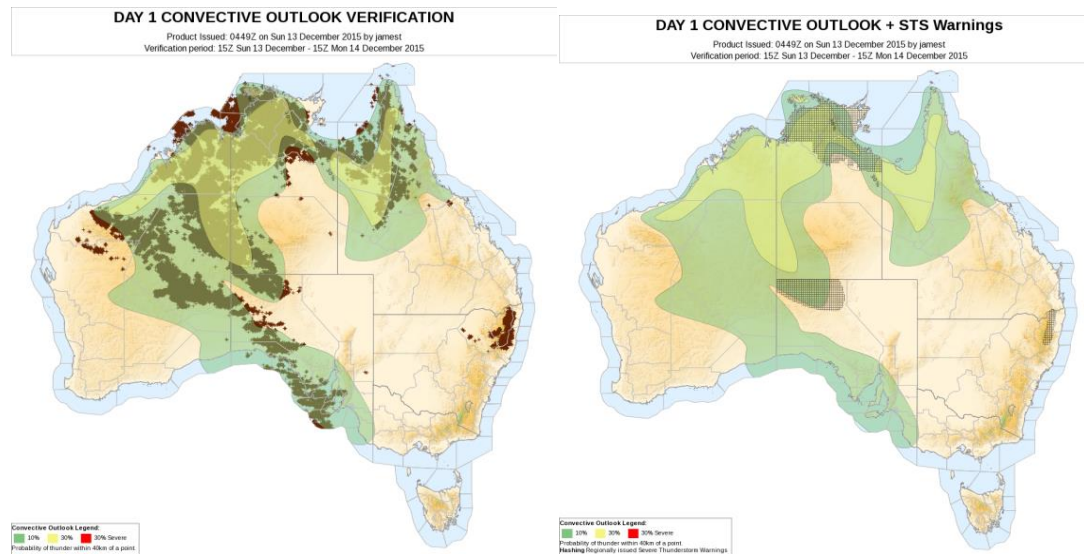 DAY 1 CONVECTIVE OUTLOOK VERIFICATION
Product Issued: 0449Z on Sun 13 December 2015 by jamest
Verification period: 15Z Sun 13 December - 15Z Mon 14 December 2015
Convective Outlook Legend:
10% 30% 30% Severe
Probability of thunder within 40km of a point
DAY 1 CONVECTIVE OUTLOOK + STS Warnings
Product Issued: 0449Z on Sun 13 December 2015 by jamest
Verification period: 15Z Sun 13 December - 15Z Mon 14 December 2015
Convective Outlook Legend:
10% 30% 30% Severe
Probability of thunder within 40km of a point
Hashing Regionally issued Severe Thunderstorm Warnings